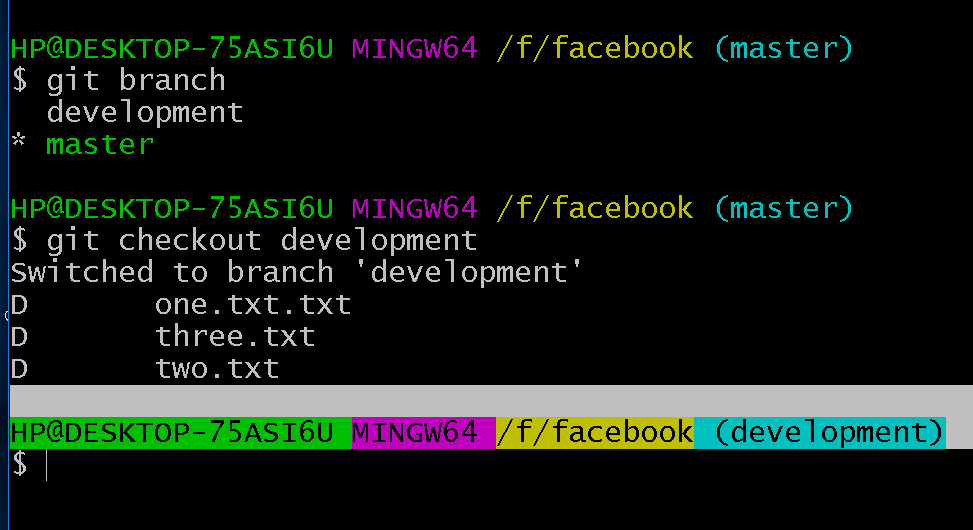 HP@DESKTOP-75ASI6U MINGW64 /f/facebook (master)
$ git branch
  development
* master
HP@DESKTOP-75ASI6U MINGW64 /f/facebook (master)
$ git checkout development
Switched to branch 'development'
D       one.txt.txt
D       three.txt
D       two.txt
HP@DESKTOP-75ASI6U MINGW64 /f/facebook (development)
$